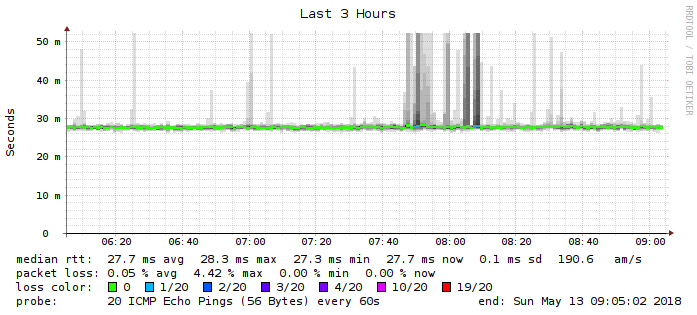 Last 3 Hours
RRDTOOL / TOBI OETIKER
Seconds
50 m
40 m
30 m
20 m
10 m
0
06:20 06:40 07:00 07:20 07:40 08:00 08:20 08:40 09:00
median rtt: 27.7 ms avg 28.3 ms max 27.3 ms min 27.7 ms now 0.1 ms sd 190.6 am/s
packet loss: 0.05 % avg 4.42 % max 0.00 % min 0.00 % now
loss color: 0 1/20 2/20 3/20 4/20 10/20 19/20
probe: 20 ICMP Echo Pings (56 Bytes) every 60s end: Sun May 13 09:05:02 2018